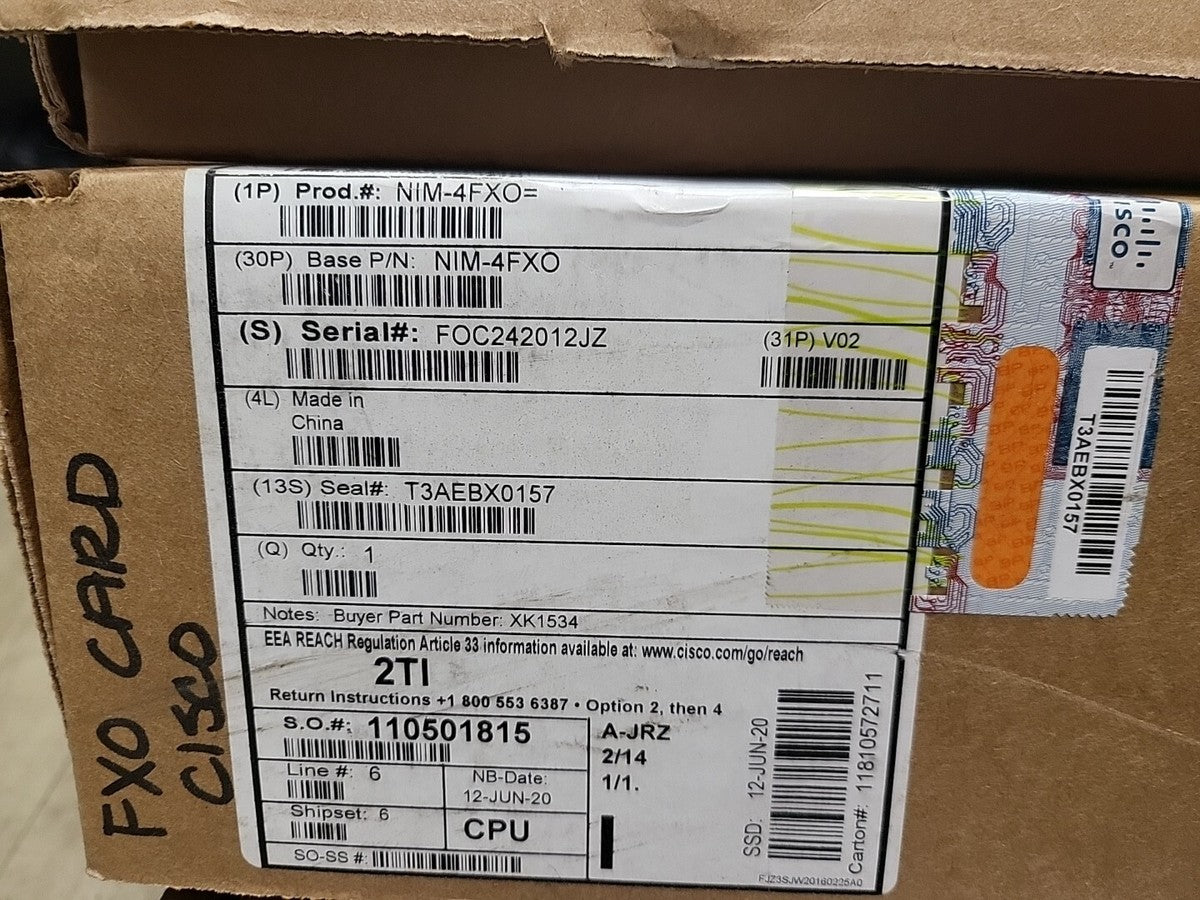 (1P) Prod.#: NIM-4FXO=
(30P) Base P/N: NIM-4FXO
(S) Serial#: FOC242012JZ
(31P) V02
(4L) Made in
China
(13S) Seal#: T3AEBX0157
(Q) Qty.: 1
Notes: Buyer Part Number: XK1534
EEA REACH Regulation Article 33 information available at: www.cisco.com/go/reach
2TI
Return Instructions +1 800 553 6387 • Option 2, then 4
S.O.#: 110501815
Line #: 6
NB-Date:
12-JUN-20
Shipset: 6
CPU
SO-SS #:
A-JRZ
2/14
1/1.
SSD: 12-JUN-20
Carton#: 11810572711
FJZ3SJW20160225A0
CISCO
T3AEBX0157
FXO CARD
CISCO